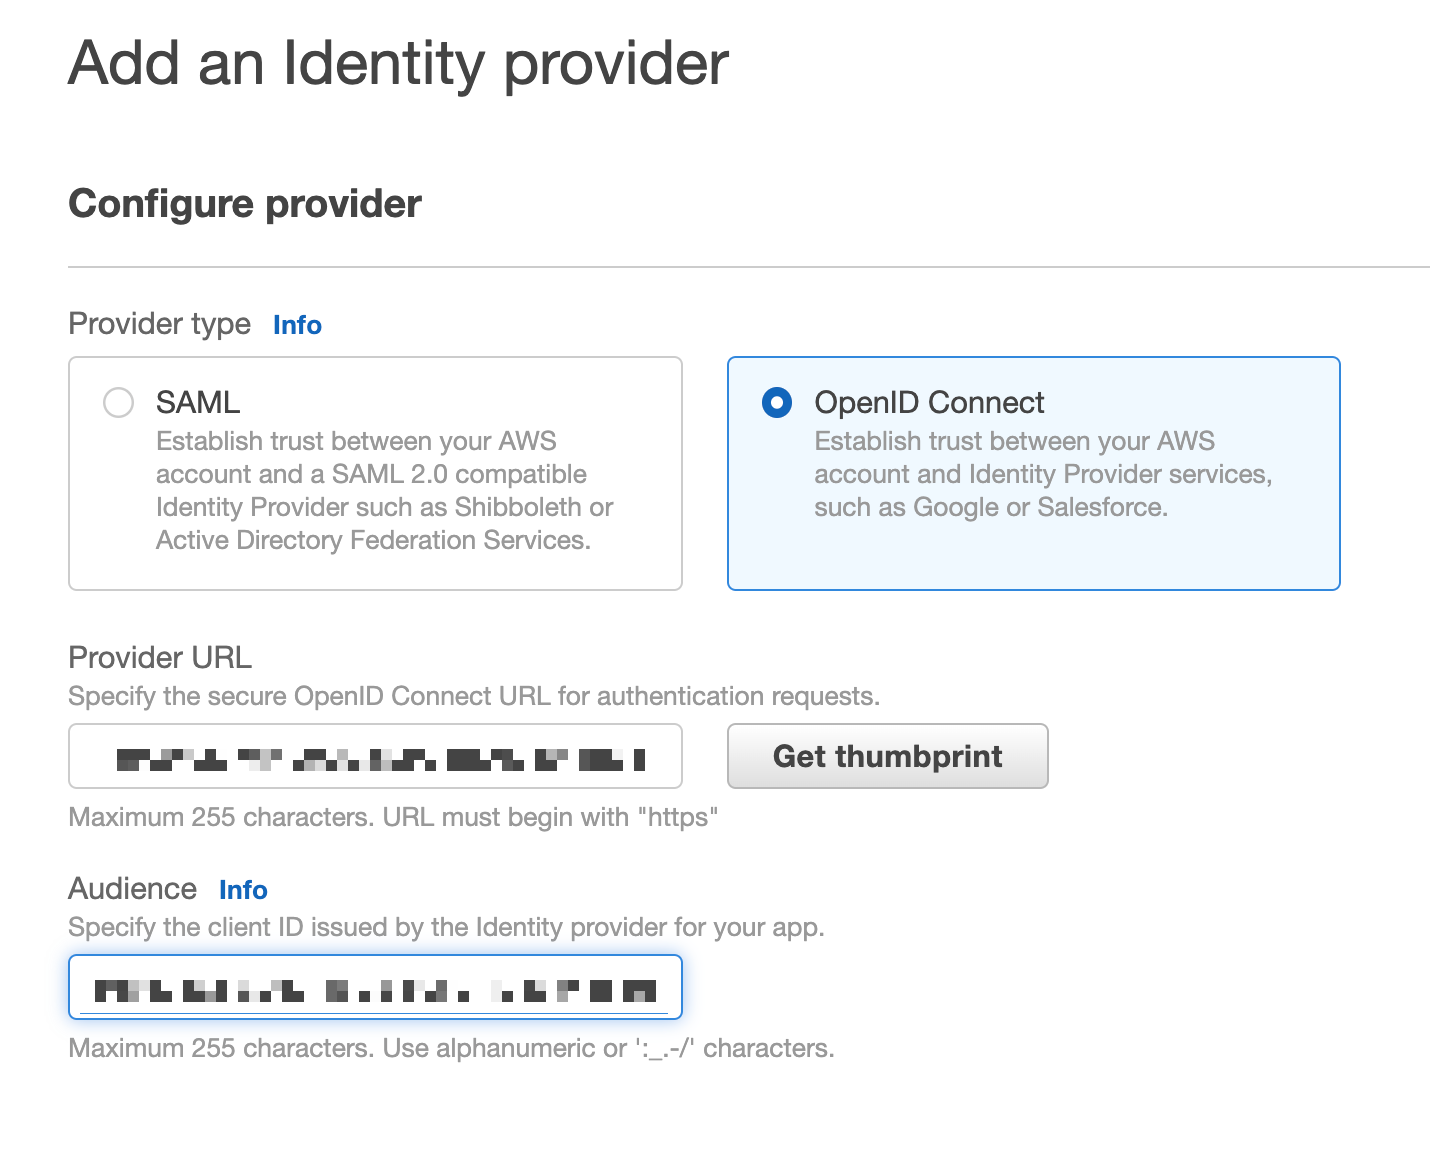 Add an Identity provider
Configure provider
Provider type Info
SAML
Establish trust between your AWS
account and a SAML 2.0 compatible
Identity Provider such as Shibboleth or
Active Directory Federation Services.
OpenID Connect
Establish trust between your AWS
account and Identity Provider services,
such as Google or Salesforce.
Provider URL
Specify the secure OpenID Connect URL for authentication requests.
Get thumbprint
Maximum 255 characters. URL must begin with "https"
Audience Info
Specify the client ID issued by the Identity provider for your app.
Maximum 255 characters. Use alphanumeric or ':_.-/' characters.